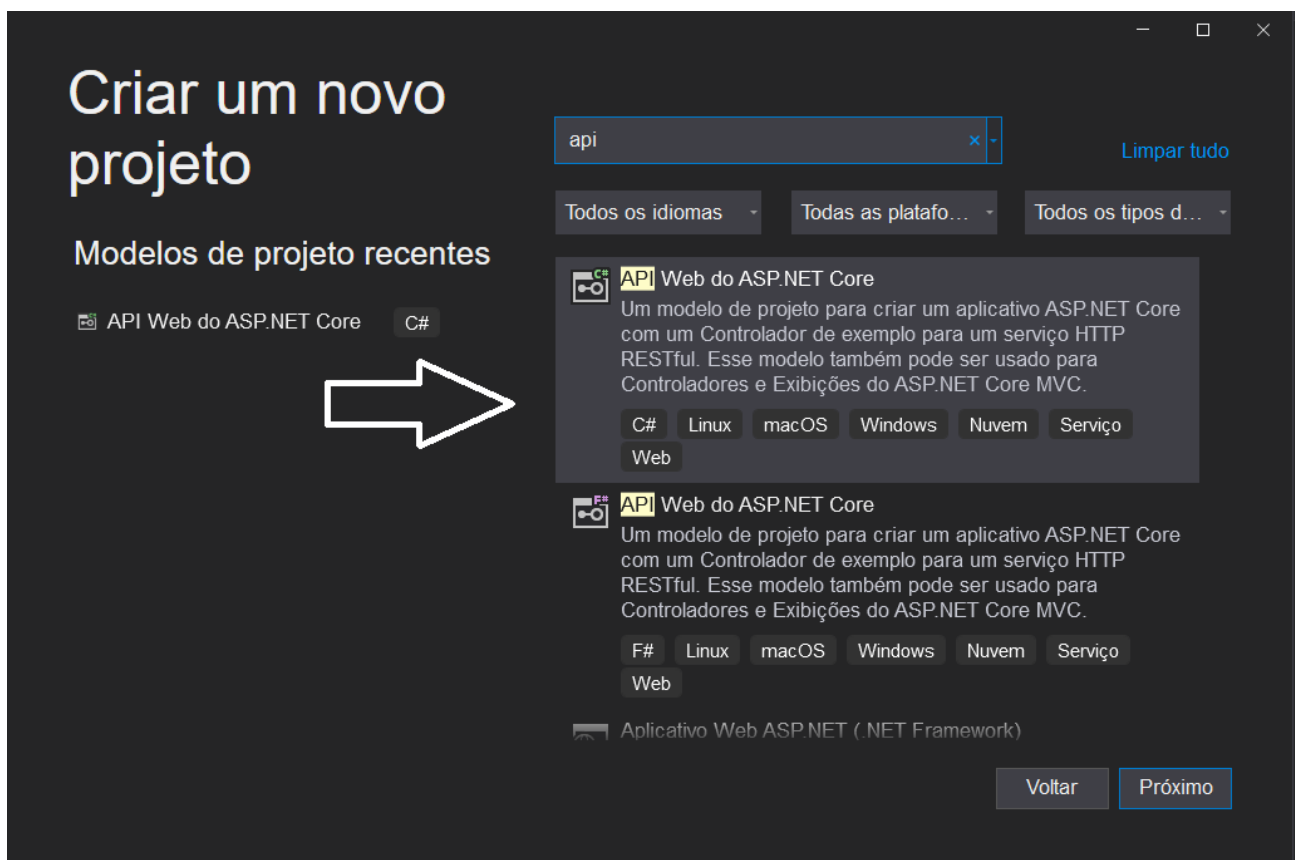 Criar um novo
projeto
Modelos de projeto recentes
API Web do ASP.NET Core C#
api
Limpar tudo
Todos os idiomas Todas as platafo... Todos os tipos d...
C#
API Web do ASP.NET Core
Um modelo de projeto para criar um aplicativo ASP.NET Core
com um Controlador de exemplo para um serviço HTTP
RESTful. Esse modelo também pode ser usado para
Controladores e Exibições do ASP.NET Core MVC.
C# Linux macOS Windows Nuvem Serviço
Web
F#
API Web do ASP.NET Core
Um modelo de projeto para criar um aplicativo ASP.NET Core
com um Controlador de exemplo para um serviço HTTP
RESTful. Esse modelo também pode ser usado para
Controladores e Exibições do ASP.NET Core MVC.
F# Linux macOS Windows Nuvem Serviço
Web
Aplicativo Web ASP.NET (.NET Framework)
Voltar Próximo